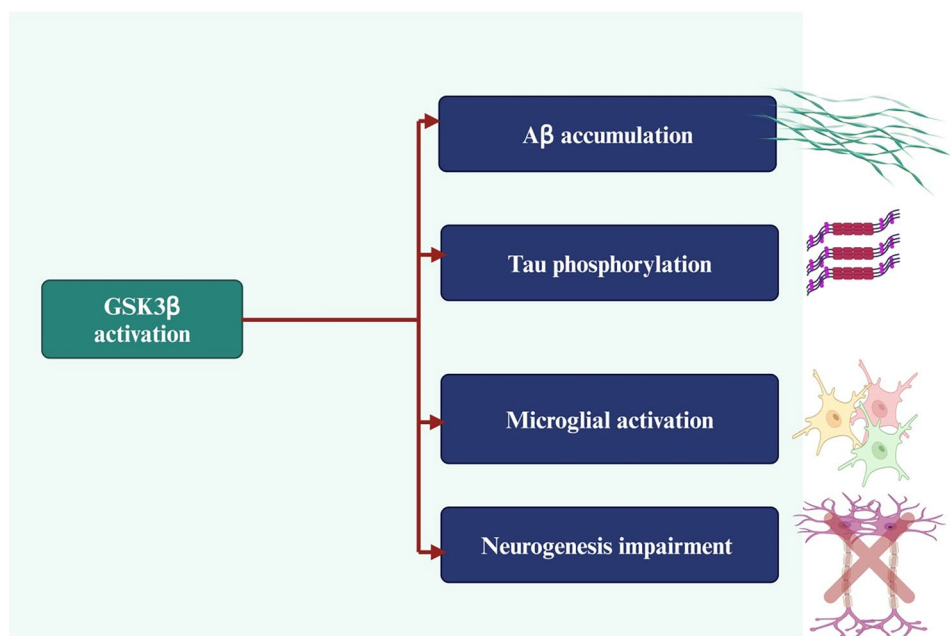 Aβ accumulation
Tau phosphorylation
GSK3β
activation
Microglial activation
Neurogenesis impairment